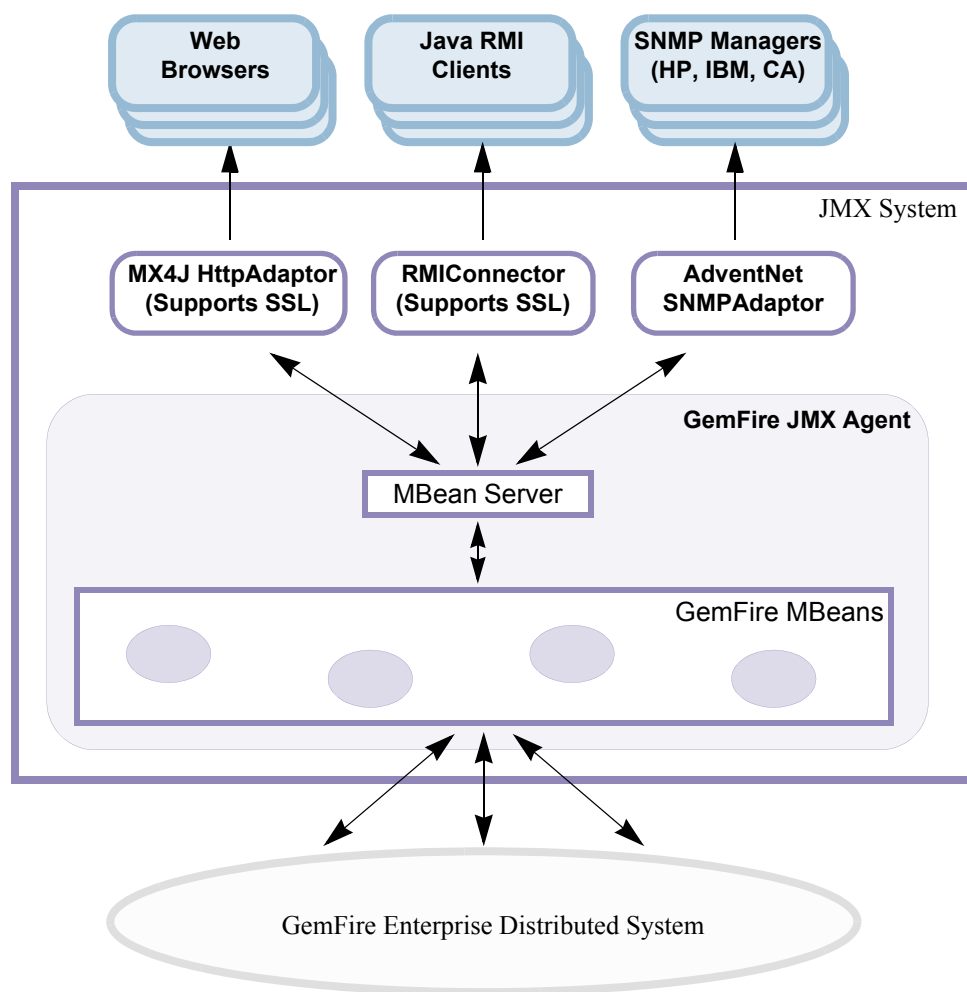 Web
Browsers
Java RMI
Clients
SNMP Managers
(HP, IBM, CA)
JMX System
MX4J HttpAdaptor
(Supports SSL)
RMIConnector
(Supports SSL)
AdventNet
SNMPAdaptor
GemFire JMX Agent
MBean Server
GemFire MBeans
GemFire Enterprise Distributed System